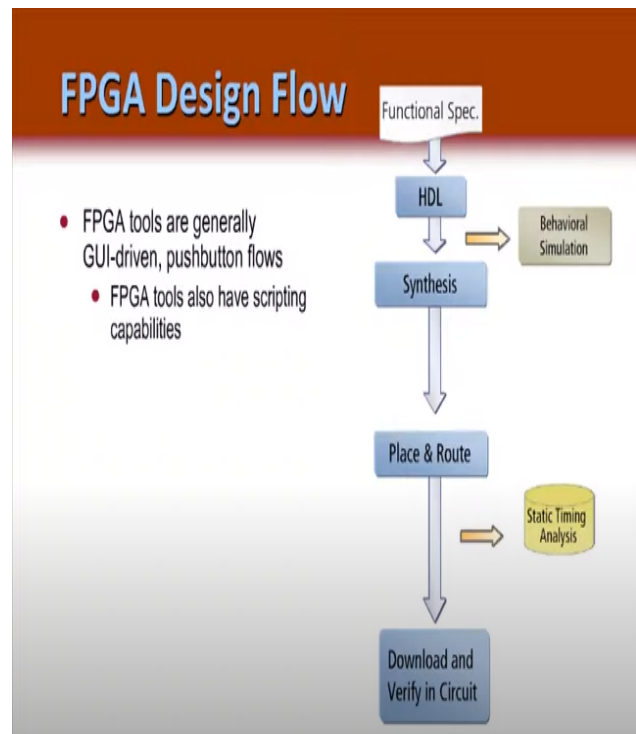 FPGA Design Flow
• FPGA tools are generally
GUI-driven, pushbutton flows
• FPGA tools also have scripting
capabilities
Functional Spec.
HDL
Behavioral
Simulation
Synthesis
Place & Route
Static Timing
Analysis
Download and
Verify in Circuit